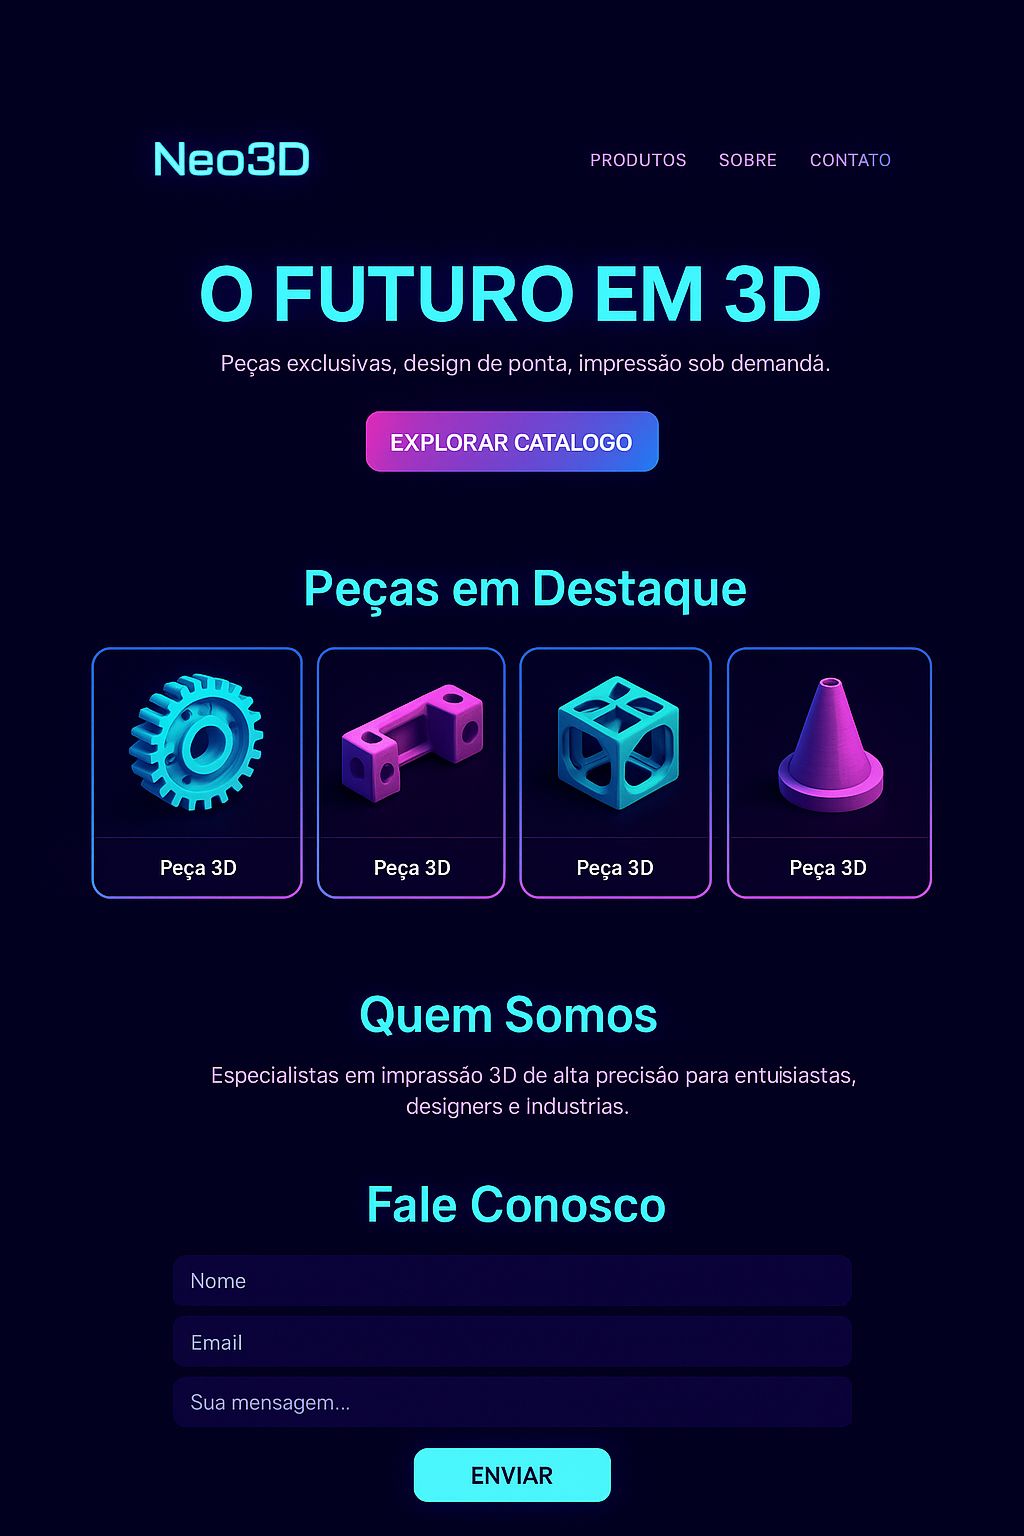 Neo3D
PRODUTOS SOBRE CONTATO
O FUTURO EM 3D
Peças exclusivas, design de ponta, impressão sob demandá.
EXPLORAR CATALOGO
Peças em Destaque
Peça 3D
Peça 3D
Peça 3D
Peça 3D
Quem Somos
Especialistas em imprassão 3D de alta precisáo para entuisiastas,
designers e industrias.
Fale Conosco
Nome
Email
Sua mensagem...
ENVIAR